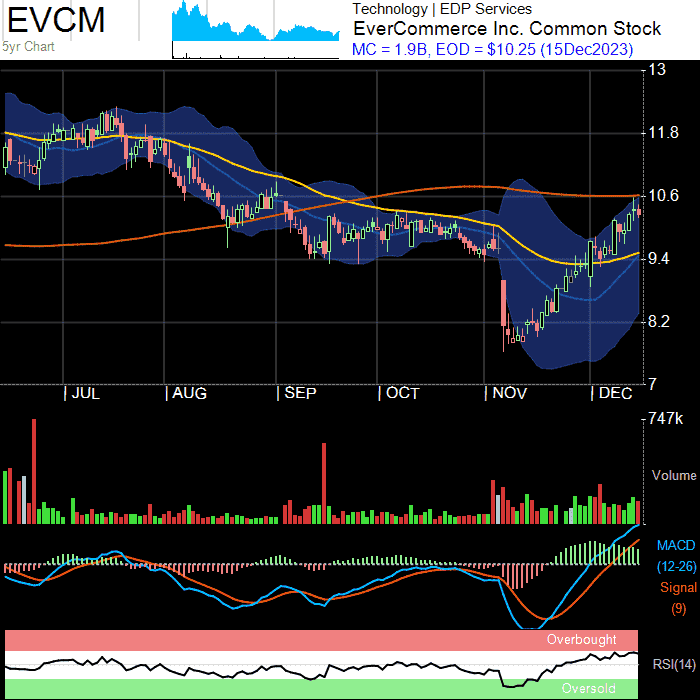 EVCM
5yr Chart
Technology | EDP Services
EverCommerce Inc. Common Stock
MC = 1.9B, EOD = $10.25 (15Dec2023)
13
11.8
10.6
9.4
8.2
7
| JUL | AUG | SEP | OCT | NOV | DEC
747k
Volume
MACD
(12-26)
Signal
(9)
Overbought
RSI(14)
Oversold